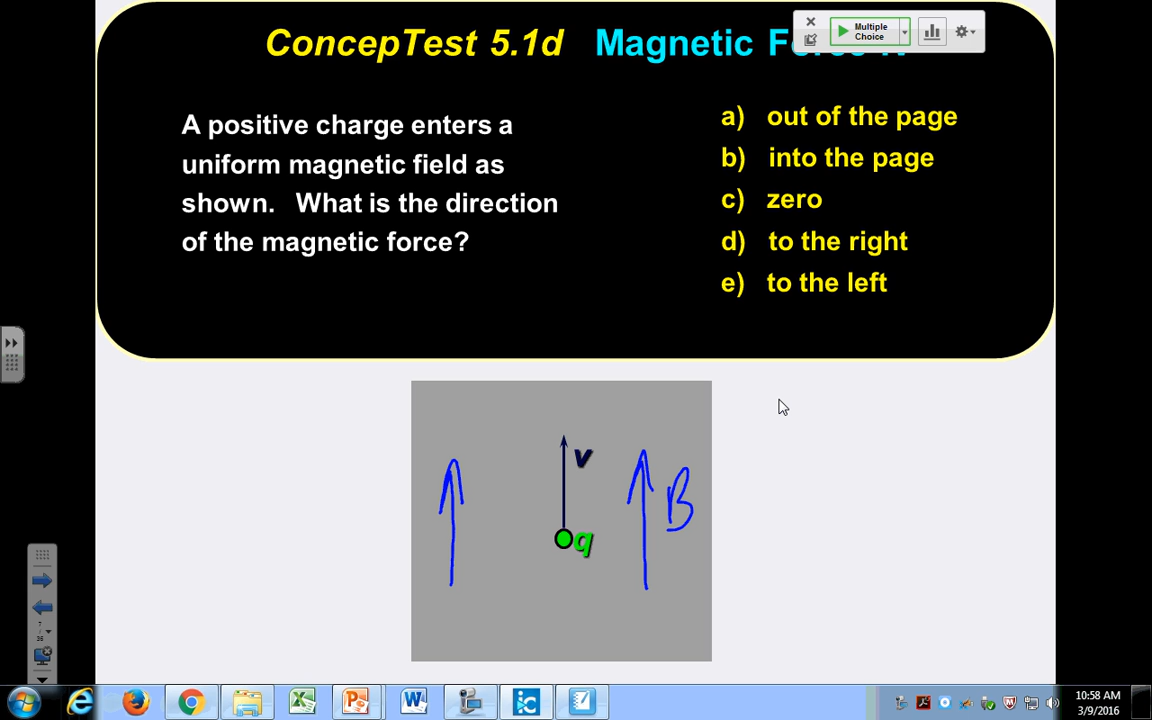 ConcepTest 5.1d Magnetic
Multiple
Choice
A positive charge enters a
uniform magnetic field as
shown. What is the direction
of the magnetic force?
a) out of the page
b) into the page
c) zero
d) to the right
e) to the left
v
B
q
7
/
36
10:58 AM
3/9/2016